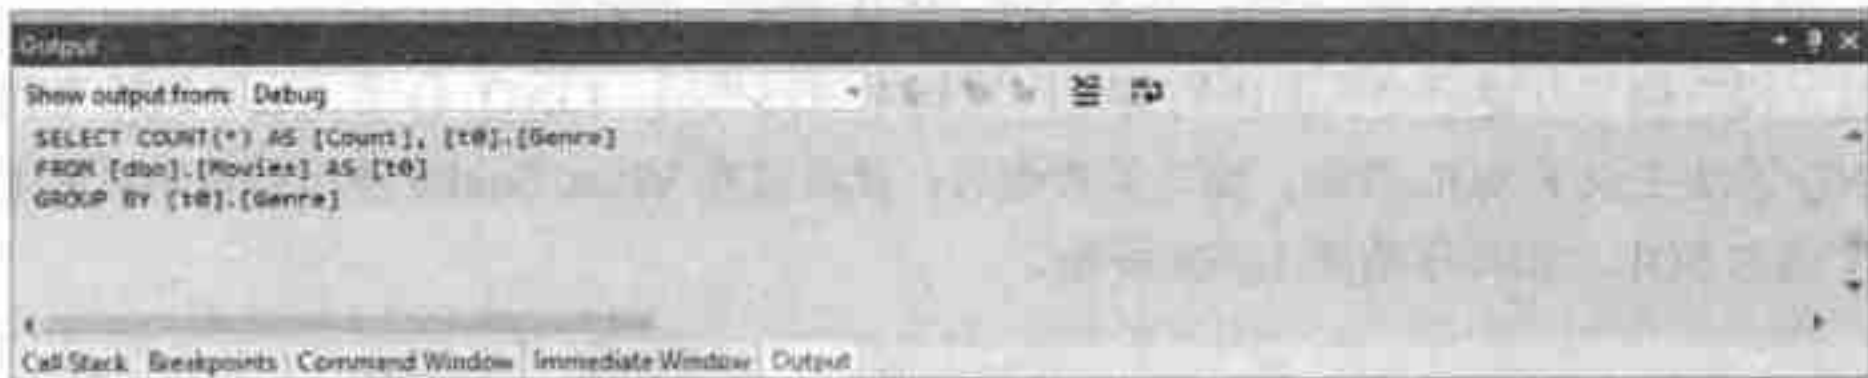 Output
Show output from: Debug
SELECT COUNT(*) AS [Count], [t0].[Genre]
FROM [dbo].[Movies] AS [t0]
GROUP BY [t0].[Genre]
Call Stack Breakpoints Command Window Immediate Window Output